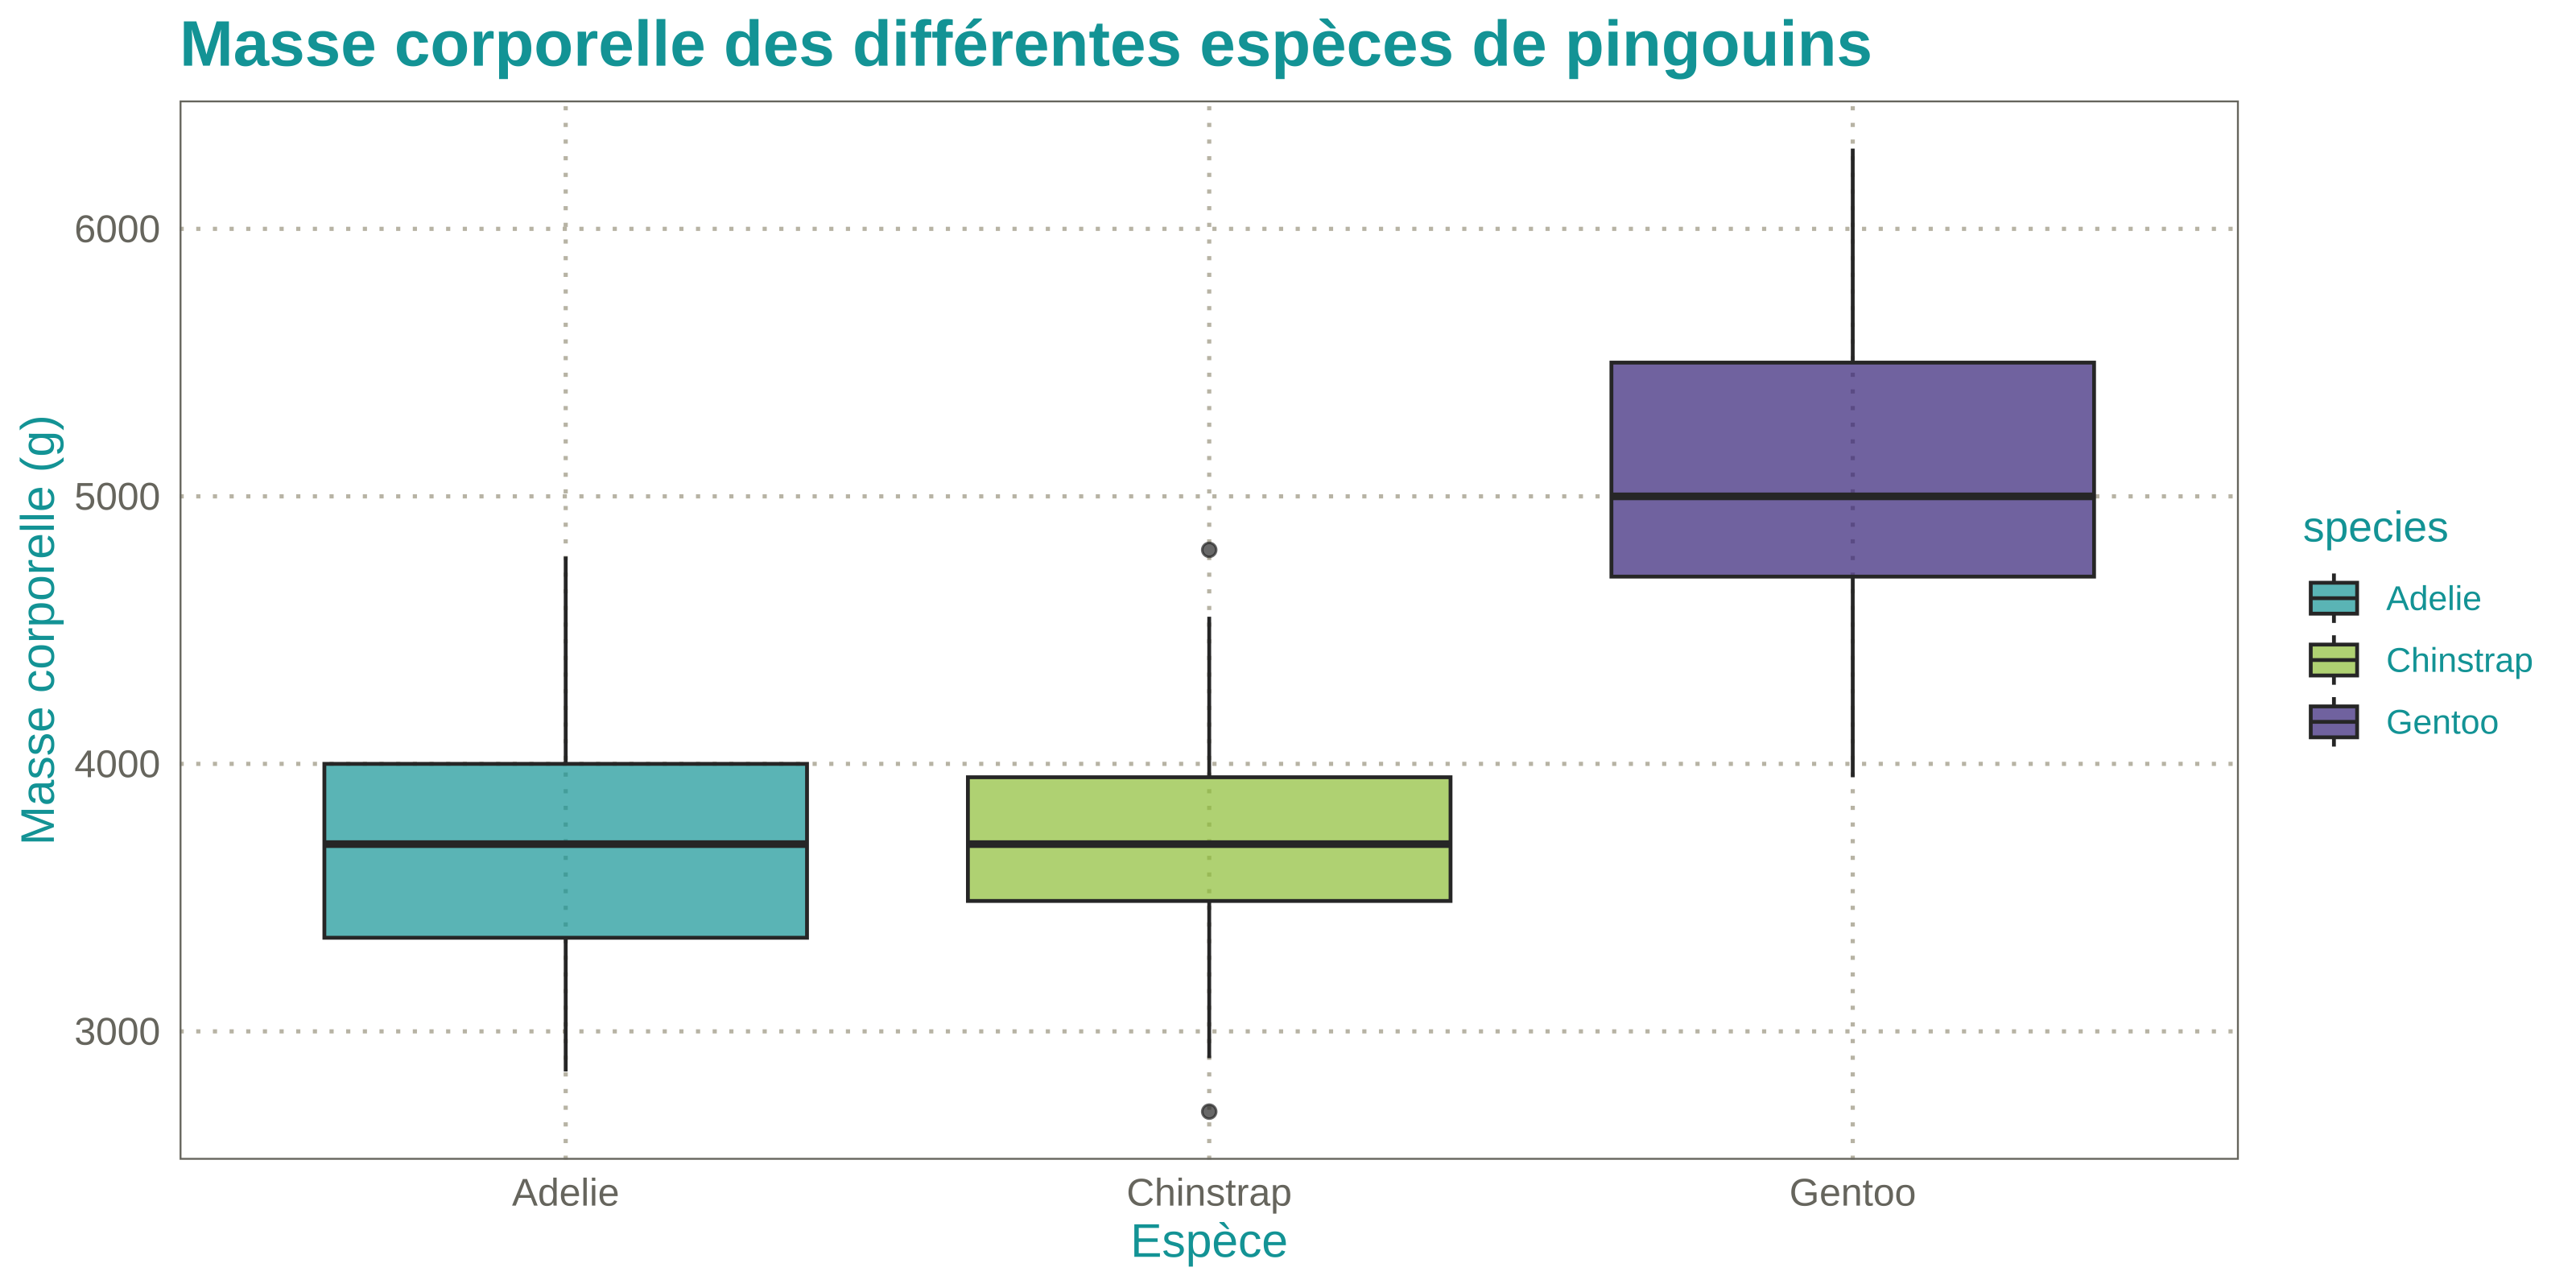 Masse corporelle des différentes espèces de pingouins
Masse corporelle (g)
6000
5000
4000
3000
Adelie
Chinstrap
Gentoo
Espèce
species
Adelie
Chinstrap
Gentoo